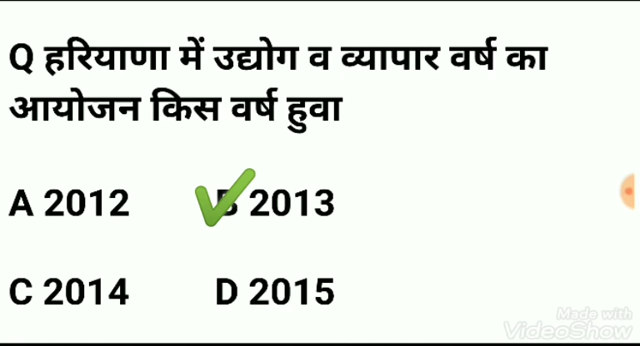 Q हरियाणा में उद्योग व व्यापार वर्ष का
आयोजन किस वर्ष हुवा
A 2012 B 2013
C 2014 D 2015
Made with
VideoShow